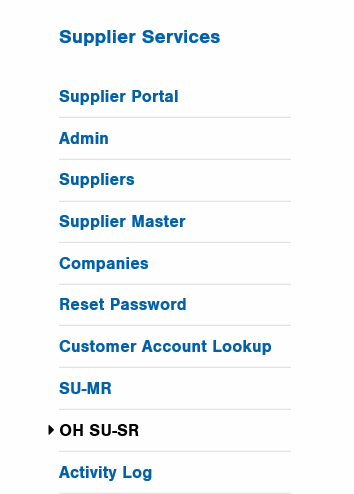 Supplier Services
Supplier Portal
Admin
Suppliers
Supplier Master
Companies
Reset Password
Customer Account Lookup
SU-MR
OH SU-SR
Activity Log